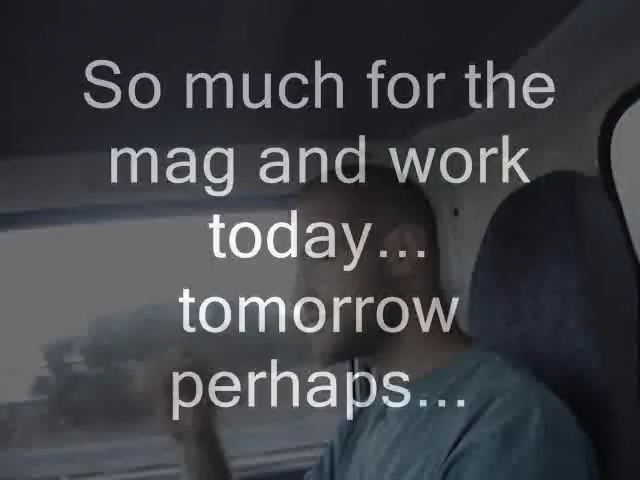 So much for the
mag and work
today...
tomorrow
perhaps...